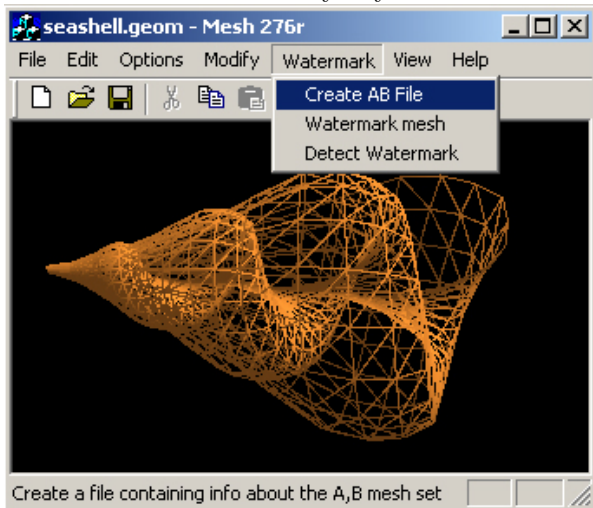 seashell.geom - Mesh 276r
File Edit Options Modify Watermark View Help
Create AB File
Watermark mesh
Detect Watermark
Create a file containing info about the A,B mesh set